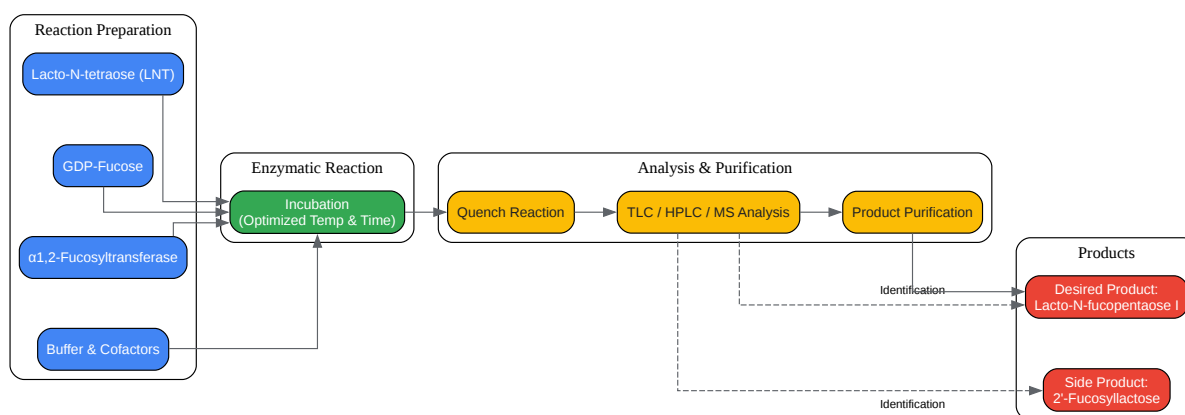 Reaction Preparation
Lacto-N-tetraose (LNT)
GDP-Fucose
α1,2-Fucosyltransferase
Buffer & Cofactors
Enzymatic Reaction
Incubation
(Optimized Temp & Time)
Analysis & Purification
Quench Reaction
TLC / HPLC / MS Analysis
Product Purification
Products
Identification
Desired Product:
Lacto-N-fucopentaose I
Side Product:
2'-Fucosyllactose
Identification